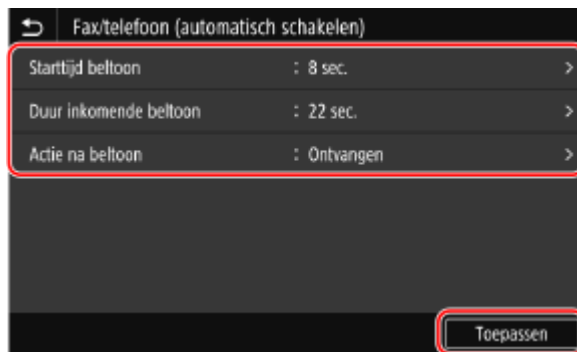 Fax/telefoon (automatisch schakelen)
Starttijd beltoon : 8 sec. >
Duur inkomende beltoon : 22 sec. >
Actie na beltoon : Ontvangen >
Toepassen